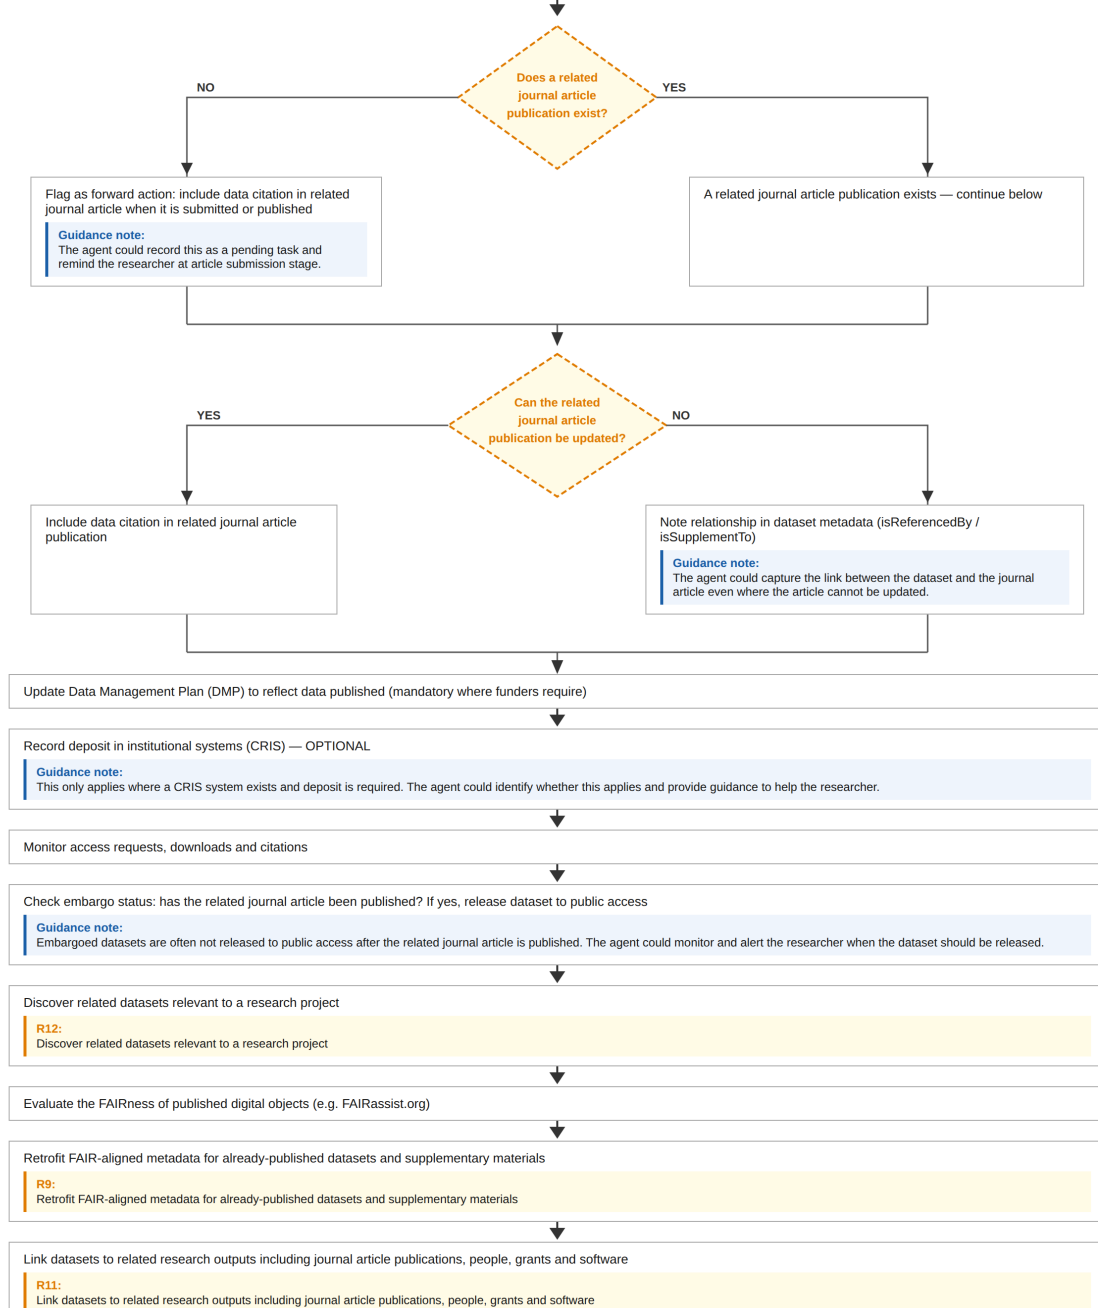 Does a related
journal article
publication exist?
NO
YES
Flag as forward action: include data citation in related
journal article when it is submitted or published
Guidance note:
The agent could record this as a pending task and
remind the researcher at article submission stage.
A related journal article publication exists — continue below
Can the related
journal article
publication be updated?
YES
NO
Include data citation in related journal article
publication
Note relationship in dataset metadata (isReferencedBy /
isSupplementTo)
Guidance note:
The agent could capture the link between the dataset and the journal
article even where the article cannot be updated.
Update Data Management Plan (DMP) to reflect data published (mandatory where funders require)
Record deposit in institutional systems (CRIS) — OPTIONAL
Guidance note:
This only applies where a CRIS system exists and deposit is required. The agent could identify whether this applies and provide guidance to help the researcher.
Monitor access requests, downloads and citations
Check embargo status: has the related journal article been published? If yes, release dataset to public access
Guidance note:
Embargoed datasets are often not released to public access after the related journal article is published. The agent could monitor and alert the researcher when the dataset should be released.
Discover related datasets relevant to a research project
R12:
Discover related datasets relevant to a research project
Evaluate the FAIRness of published digital objects (e.g. FAIRassist.org)
Retrofit FAIR-aligned metadata for already-published datasets and supplementary materials
R9:
Retrofit FAIR-aligned metadata for already-published datasets and supplementary materials
Link datasets to related research outputs including journal article publications, people, grants and software
R11:
Link datasets to related research outputs including journal article publications, people, grants and software